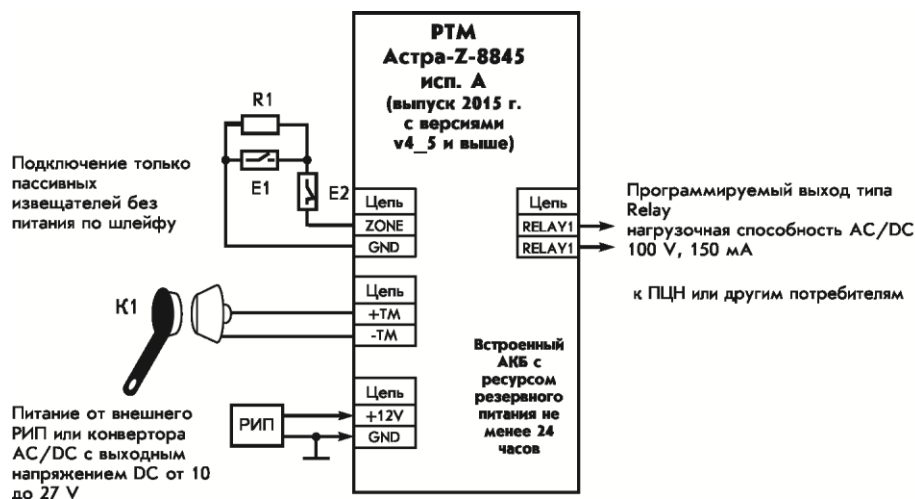 РТМ
Астра-Z-8845
исп. А
(выпуск 2015 г.
с версиями
v4_5 и выше)
R1
E1
E2
Подключение только
пассивных
извещателей без
питания по шлейфу
Цепь
ZONE
GND
Цепь
RELAY1
RELAY1
Программируемый выход типа
Relay
нагрузочная способность AC/DC
100 V, 150 мА
к ПЦН или другим потребителям
К1
Цепь
+ТМ
-ТМ
Встроенный
АКБ с
ресурсом
резервного
питания не
менее 24
часов
Питание от внешнего
РИП или конвертора
AC/DC с выходным
напряжением DC от 10
до 27 V
РИП
Цепь
+12V
GND